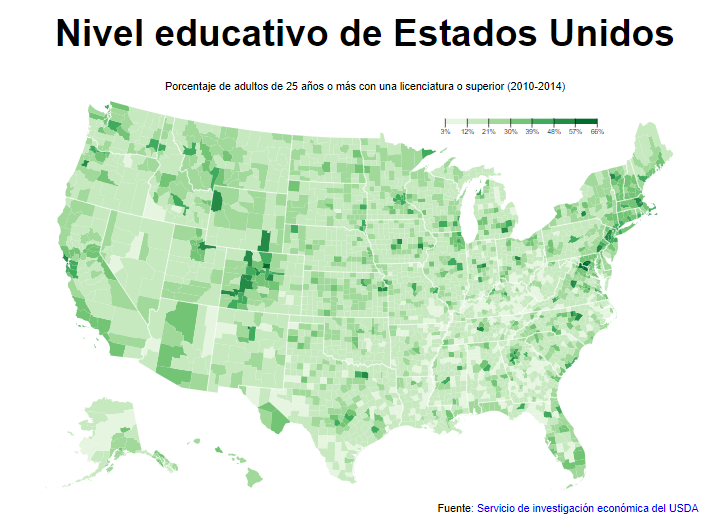 Nivel educativo de Estados Unidos
Porcentaje de adultos de 25 años o más con una licenciatura o superior (2010-2014)
3% 12% 21% 30% 39% 48% 57% 66%
Fuente: Servicio de investigación económica del USDA